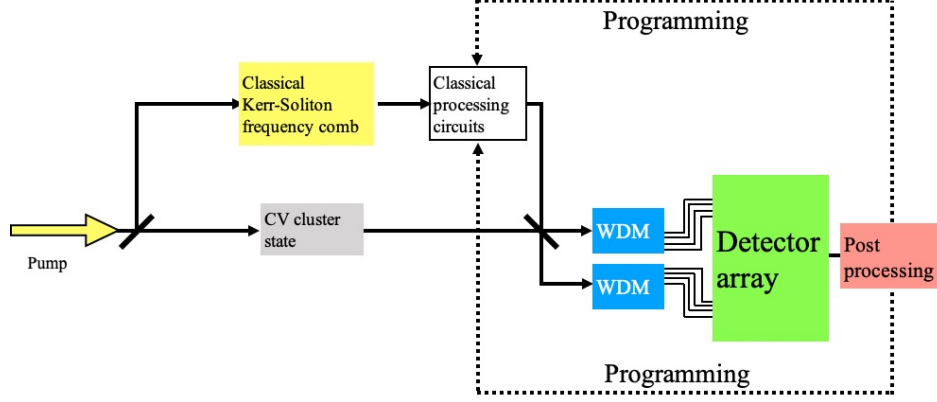 Programming
Classical
Kerr-Soliton
frequency comb
Classical
processing
circuits
Pump
CV cluster
state
WDM
WDM
Detector
array
Post
processing
Programming